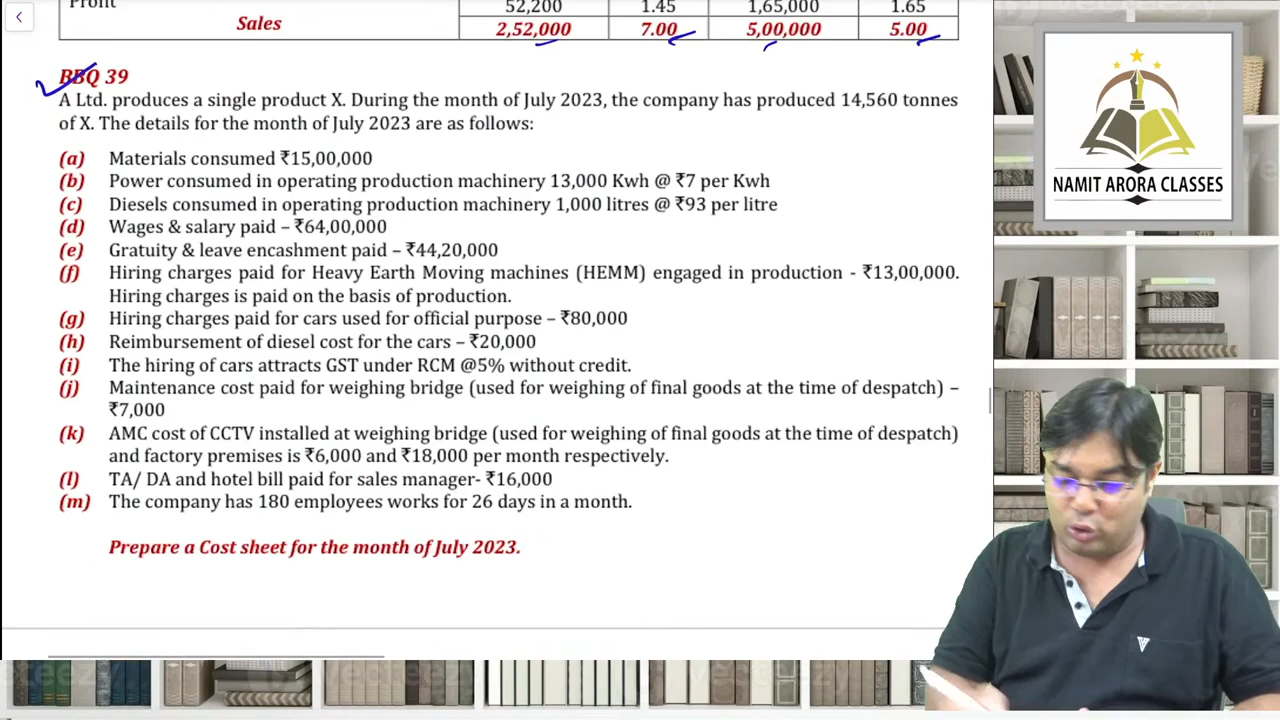 Profit 52,200 1.45 1,65,000 1.65
Sales 2,52,000 7.00 5,00,000 5.00
BBQ 39
A Ltd. produces a single product X. During the month of July 2023, the company has produced 14,560 tonnes
of X. The details for the month of July 2023 are as follows:
(a) Materials consumed ₹15,00,000
(b) Power consumed in operating production machinery 13,000 Kwh @ ₹7 per Kwh
(c) Diesels consumed in operating production machinery 1,000 litres @ ₹93 per litre
(d) Wages & salary paid – ₹64,00,000
(e) Gratuity & leave encashment paid – ₹44,20,000
(f) Hiring charges paid for Heavy Earth Moving machines (HEMM) engaged in production - ₹13,00,000.
Hiring charges is paid on the basis of production.
(g) Hiring charges paid for cars used for official purpose – ₹80,000
(h) Reimbursement of diesel cost for the cars – ₹20,000
(i) The hiring of cars attracts GST under RCM @5% without credit.
(j) Maintenance cost paid for weighing bridge (used for weighing of final goods at the time of despatch) –
₹7,000
(k) AMC cost of CCTV installed at weighing bridge (used for weighing of final goods at the time of despatch)
and factory premises is ₹6,000 and ₹18,000 per month respectively.
(l) TA/ DA and hotel bill paid for sales manager- ₹16,000
(m) The company has 180 employees works for 26 days in a month.
Prepare a Cost sheet for the month of July 2023.
NAMIT ARORA CLASSES